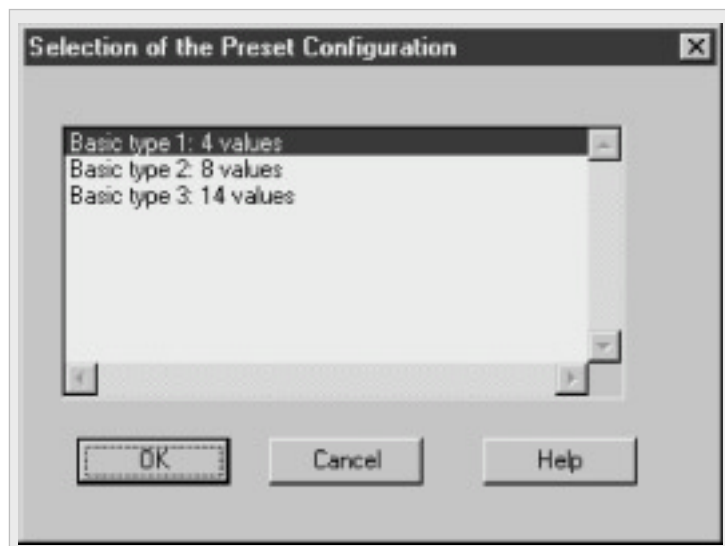 Selection of the Preset Configuration
Basic type 1: 4 values
Basic type 2: 8 values
Basic type 3: 14 values
OK
Cancel
Help